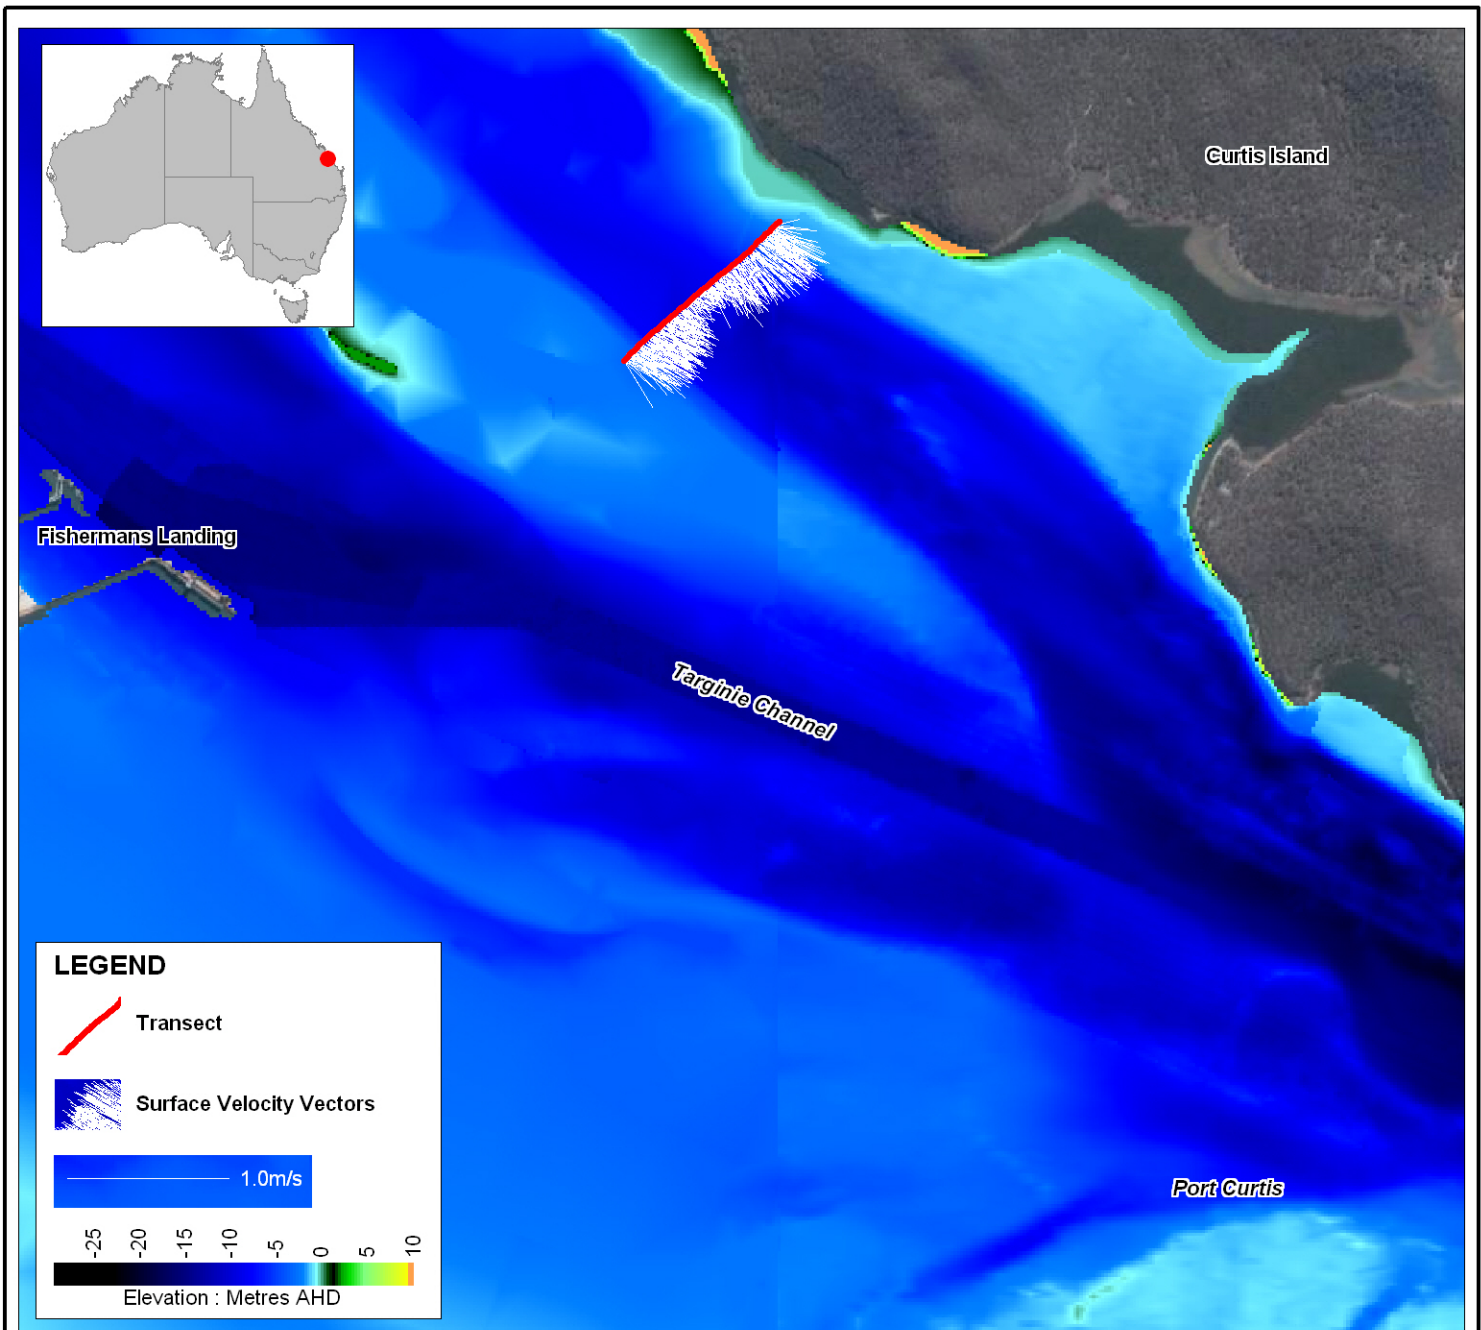 Curtis Island
Fishermans Landing
Targinie Channel
Port Curtis
LEGEND
Transect
Surface Velocity Vectors
1.0m/s
-25 -20 -15 -10 -5 0 5 10
Elevation : Metres AHD